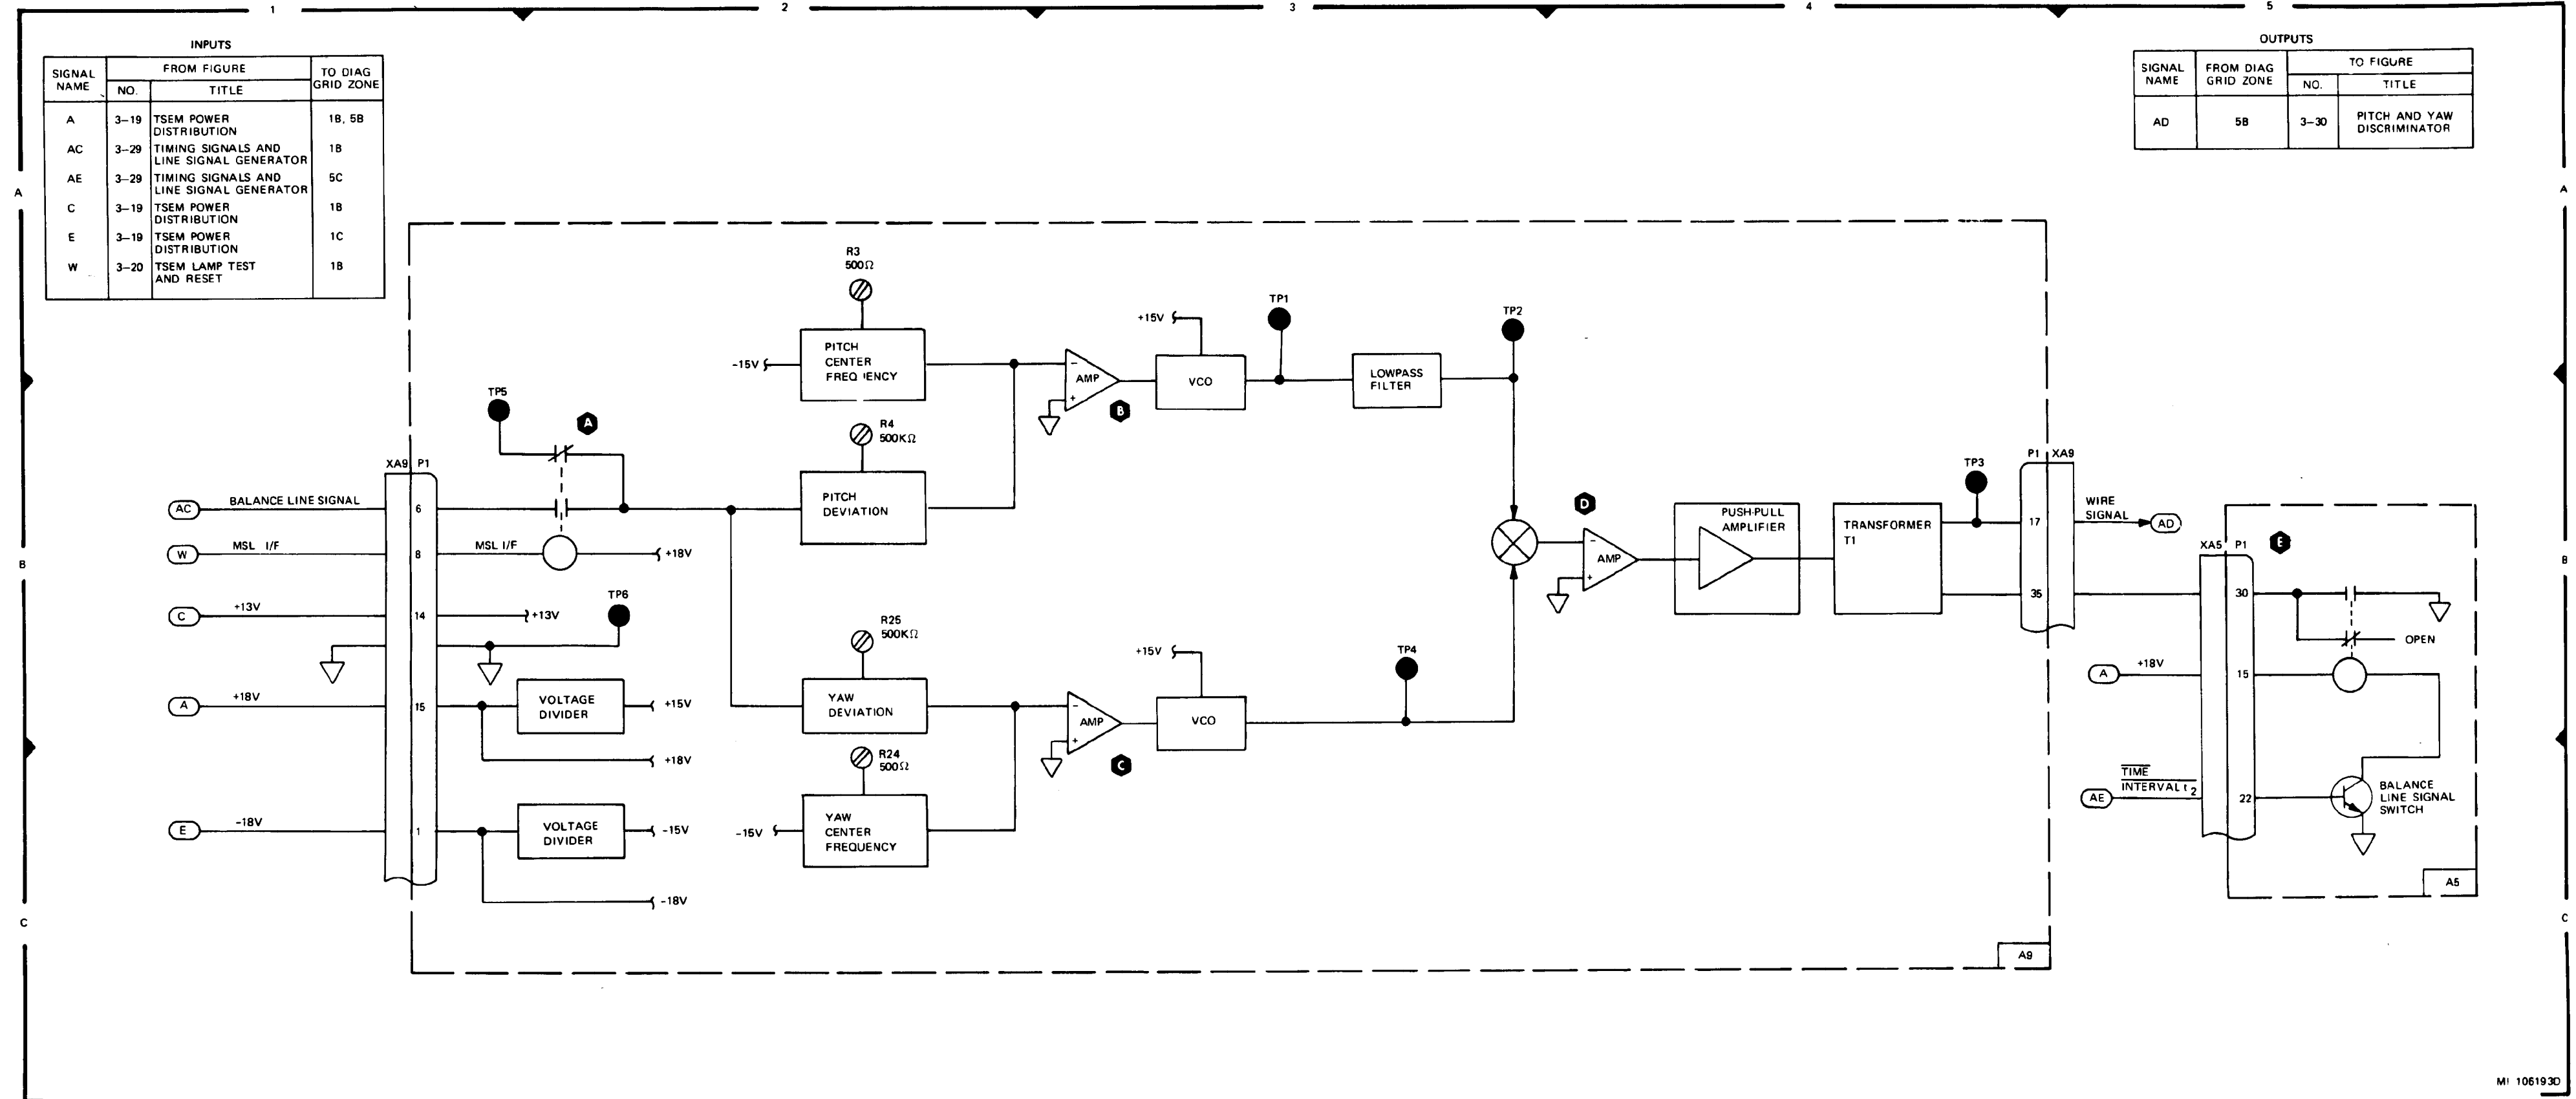 1 2 3 4 5
INPUTS
SIGNAL NAME
FROM FIGURE
NO.
TITLE
TO DIAG GRID ZONE
A 3-19 TSEM POWER DISTRIBUTION 1B, 5B
AC 3-29 TIMING SIGNALS AND LINE SIGNAL GENERATOR 1B
AE 3-29 TIMING SIGNALS AND LINE SIGNAL GENERATOR 5C
C 3-19 TSEM POWER DISTRIBUTION 1B
E 3-19 TSEM POWER DISTRIBUTION 1C
W 3-20 TSEM LAMP TEST AND RESET 1B
OUTPUTS
SIGNAL NAME
FROM DIAG GRID ZONE
TO FIGURE
NO.
TITLE
AD 5B 3-30 PITCH AND YAW DISCRIMINATOR
A
A
B
B
C
C
XA9 P1
AC BALANCE LINE SIGNAL 6
W MSL I/F 8 MSL I/F +18V
C +13V 14 +13V
A +18V 15
E -18V 1
TP5
A
TP6
VOLTAGE DIVIDER
+15V
+18V
VOLTAGE DIVIDER
-15V
-18V
R3
500Ω
-15V
PITCH
CENTER
FREQ IENCY
R4
500KΩ
PITCH
DEVIATION
-
AMP
+
B
+15V
VCO
TP1
LOWPASS
FILTER
TP2
R25
500KΩ
YAW
DEVIATION
R24
500Ω
-15V
YAW
CENTER
FREQUENCY
-
AMP
+
C
+15V
VCO
TP4
D
-
AMP
+
PUSH-PULL
AMPLIFIER
TRANSFORMER
T1
TP3
P1 XA9
17
35
WIRE
SIGNAL
AD
A9
XA5 P1
E
30
OPEN
A +18V 15
AE
TIME
INTERVAL t2
22
BALANCE
LINE SIGNAL
SWITCH
A5
MI 106193D